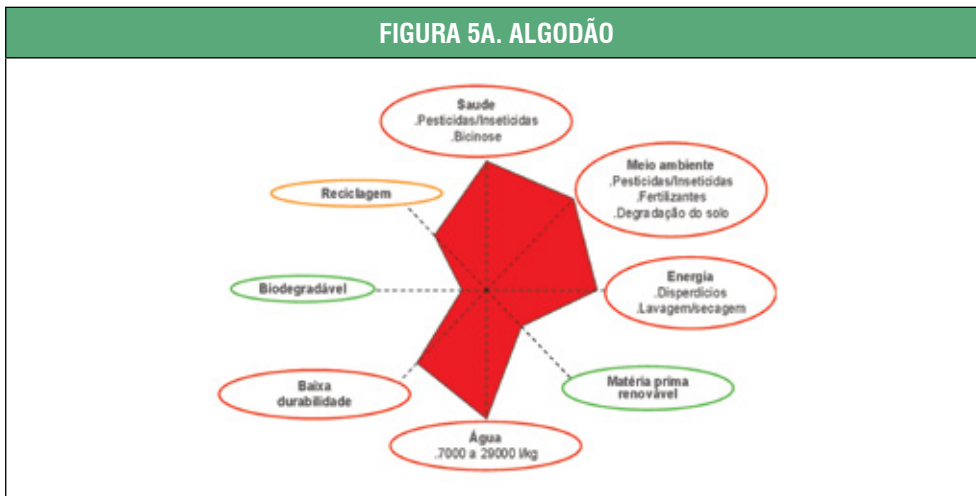 FIGURA 5A. ALGODÃO
Saude
.Pesticidas/Inseticidas
.Bicinose
Meio ambiente
.Pesticidas/Inseticidas
.Fertilizantes
.Degradação do solo
Reciclagem
Biodegradável
Energia
.Disperdícios
.Lavagem/secagem
Baixa
durabilidade
Matéria prima
renovável
Água
.7000 a 29000 l/kg